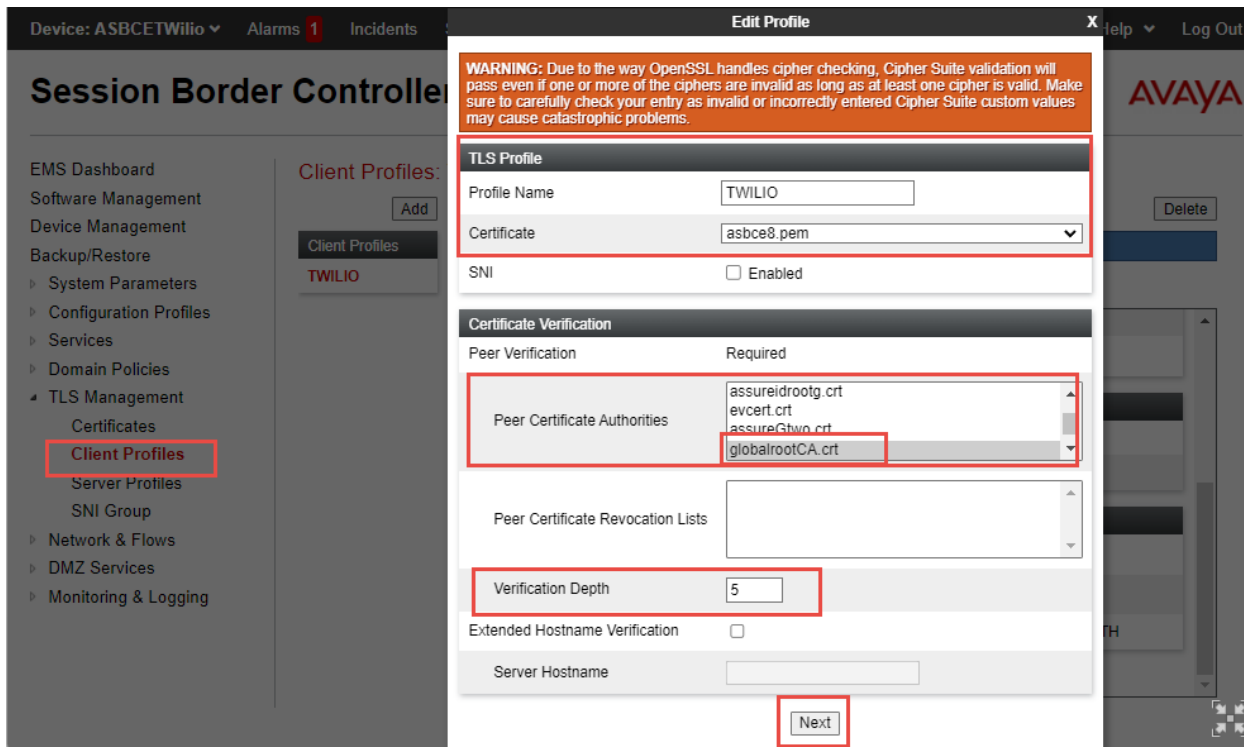 Device: ASBCETWilio
Alarms 1
Incidents
Help
Log Out
Session Border Controller
AVAYA
EMS Dashboard
Software Management
Device Management
Backup/Restore
System Parameters
Configuration Profiles
Services
Domain Policies
TLS Management
Certificates
Client Profiles
Server Profiles
SNI Group
Network & Flows
DMZ Services
Monitoring & Logging
Client Profiles:
Add
Delete
Client Profiles
TWILIO
Edit Profile
X
WARNING: Due to the way OpenSSL handles cipher checking, Cipher Suite validation will
pass even if one or more of the ciphers are invalid as long as at least one cipher is valid. Make
sure to carefully check your entry as invalid or incorrectly entered Cipher Suite custom values
may cause catastrophic problems.
TLS Profile
Profile Name TWILIO
Certificate asbce8.pem
SNI Enabled
Certificate Verification
Peer Verification Required
Peer Certificate Authorities
assureidrootg.crt
evcert.crt
assureGtwo.crt
globalrootCA.crt
Peer Certificate Revocation Lists
Verification Depth 5
Extended Hostname Verification
Server Hostname
Next
TH